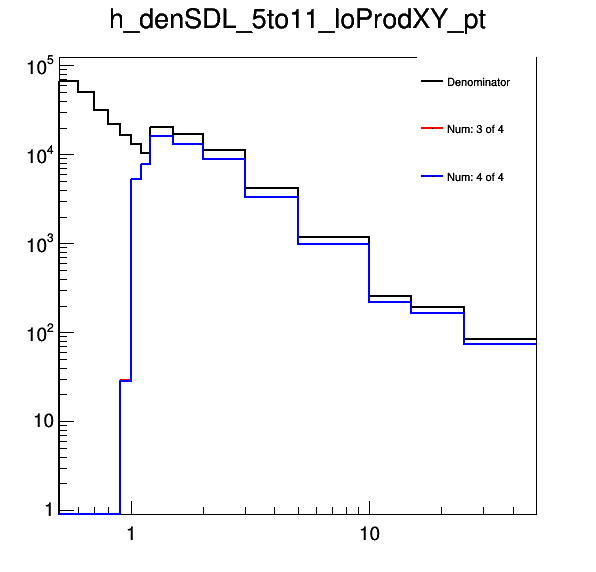 h_denSDL_5to11_loProdXY_pt
10^5
Denominator
Num: 3 of 4
10^4
Num: 4 of 4
10^3
10^2
10
1
1 10